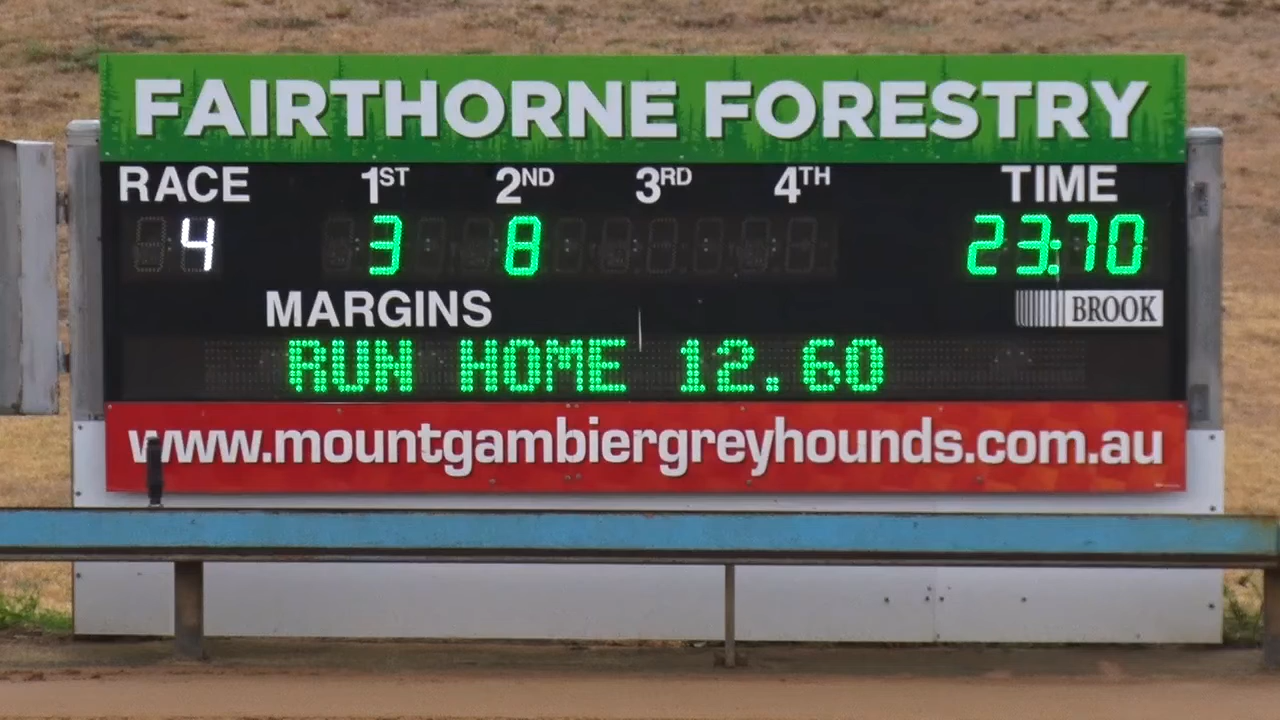 FAIRTHORNE FORESTRY
RACE 1ST 2ND 3RD 4TH TIME
4 3 8 23:70
MARGINS
BROOK
RUN HOME 12.60
www.mountgambiergreyhounds.com.au